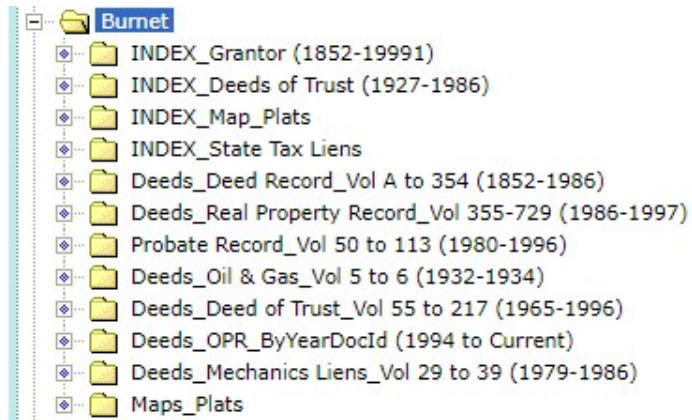 Burnet
INDEX_Grantor (1852-19991)
INDEX_Deeds of Trust (1927-1986)
INDEX_Map_Plats
INDEX_State Tax Liens
Deeds_Deed Record_Vol A to 354 (1852-1986)
Deeds_Real Property Record_Vol 355-729 (1986-1997)
Probate Record_Vol 50 to 113 (1980-1996)
Deeds_Oil & Gas_Vol 5 to 6 (1932-1934)
Deeds_Deed of Trust_Vol 55 to 217 (1965-1996)
Deeds_OPR_ByYearDocId (1994 to Current)
Deeds_Mechanics Liens_Vol 29 to 39 (1979-1986)
Maps_Plats